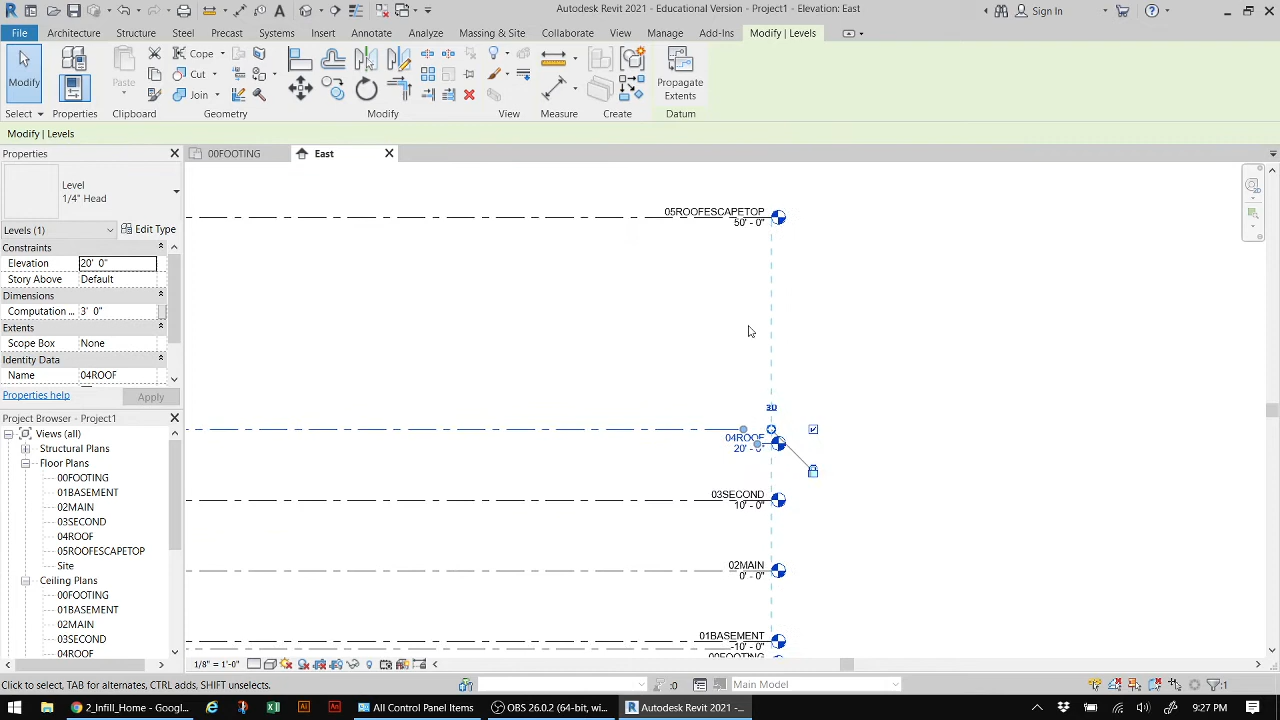 Autodesk Revit 2021 - Educational Version - Project1 - Elevation: East
Sign In
File Architecture Structure Steel Precast Systems Insert Annotate Analyze Massing & Site Collaborate View Manage Add-Ins Modify | Levels
Modify
Paste
Cope
Cut
Join
Propagate
Extents
Select Properties Clipboard Geometry Modify View Measure Create Datum
Modify | Levels
Properties
00FOOTING
East
Level
1/4" Head
Levels (1)
Edit Type
Constraints
Elevation 20' 0"
Story Above Default
Dimensions
Computation ... 3' 0"
Extents
Scope Box None
Identity Data
Name 04ROOF
Properties help
Apply
Project Browser - Project1
Views (all)
Structural Plans
Floor Plans
00FOOTING
01BASEMENT
02MAIN
03SECOND
04ROOF
05ROOFESCAPETOP
Site
Ceiling Plans
00FOOTING
01BASEMENT
02MAIN
03SECOND
04ROOF
05ROOFESCAPETOP
50' - 0"
3D
04ROOF
20' - 0"
03SECOND
10' - 0"
02MAIN
0' - 0"
01BASEMENT
-10' - 0"
00FOOTING
1/8" = 1'-0"
Click to select, TAB for alternates, CTRL adds, SHIFT unselects.
:0
Main Model
:1
2_Infill_Home - Googl...
All Control Panel Items
OBS 26.0.2 (64-bit, wi...
Autodesk Revit 2021 - ...
9:27 PM